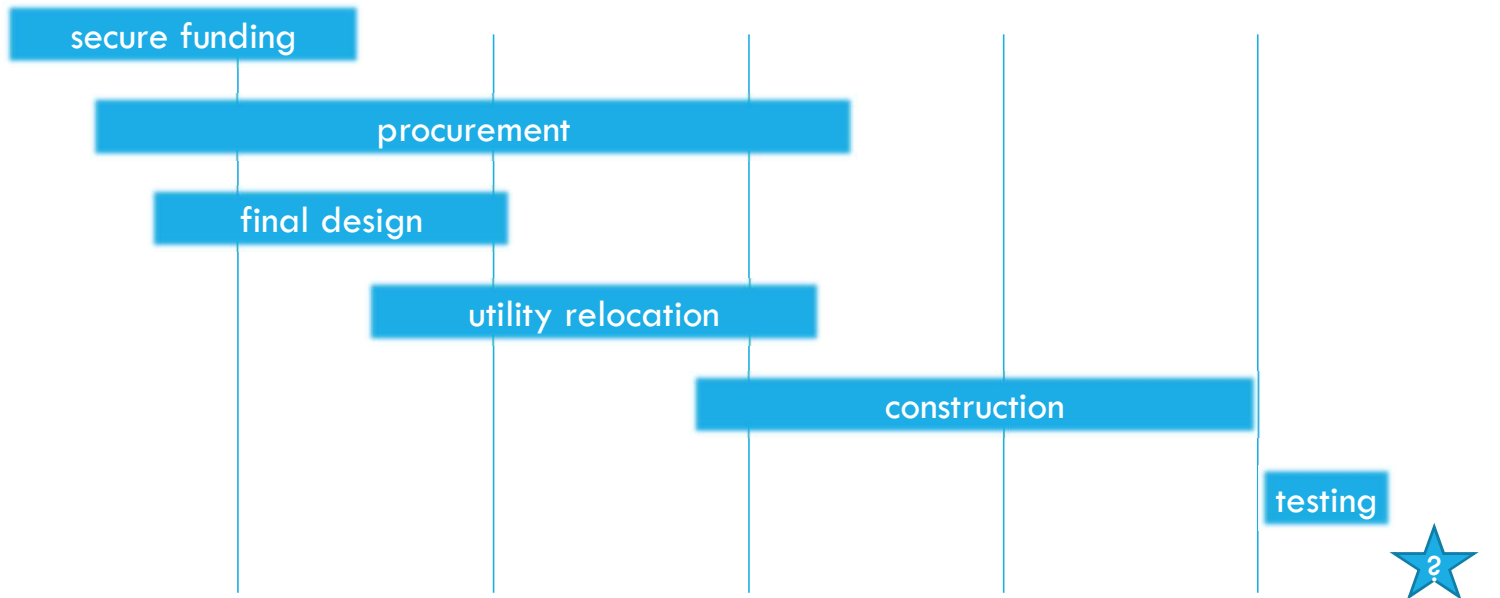 secure funding
procurement
final design
utility relocation
construction
testing
?